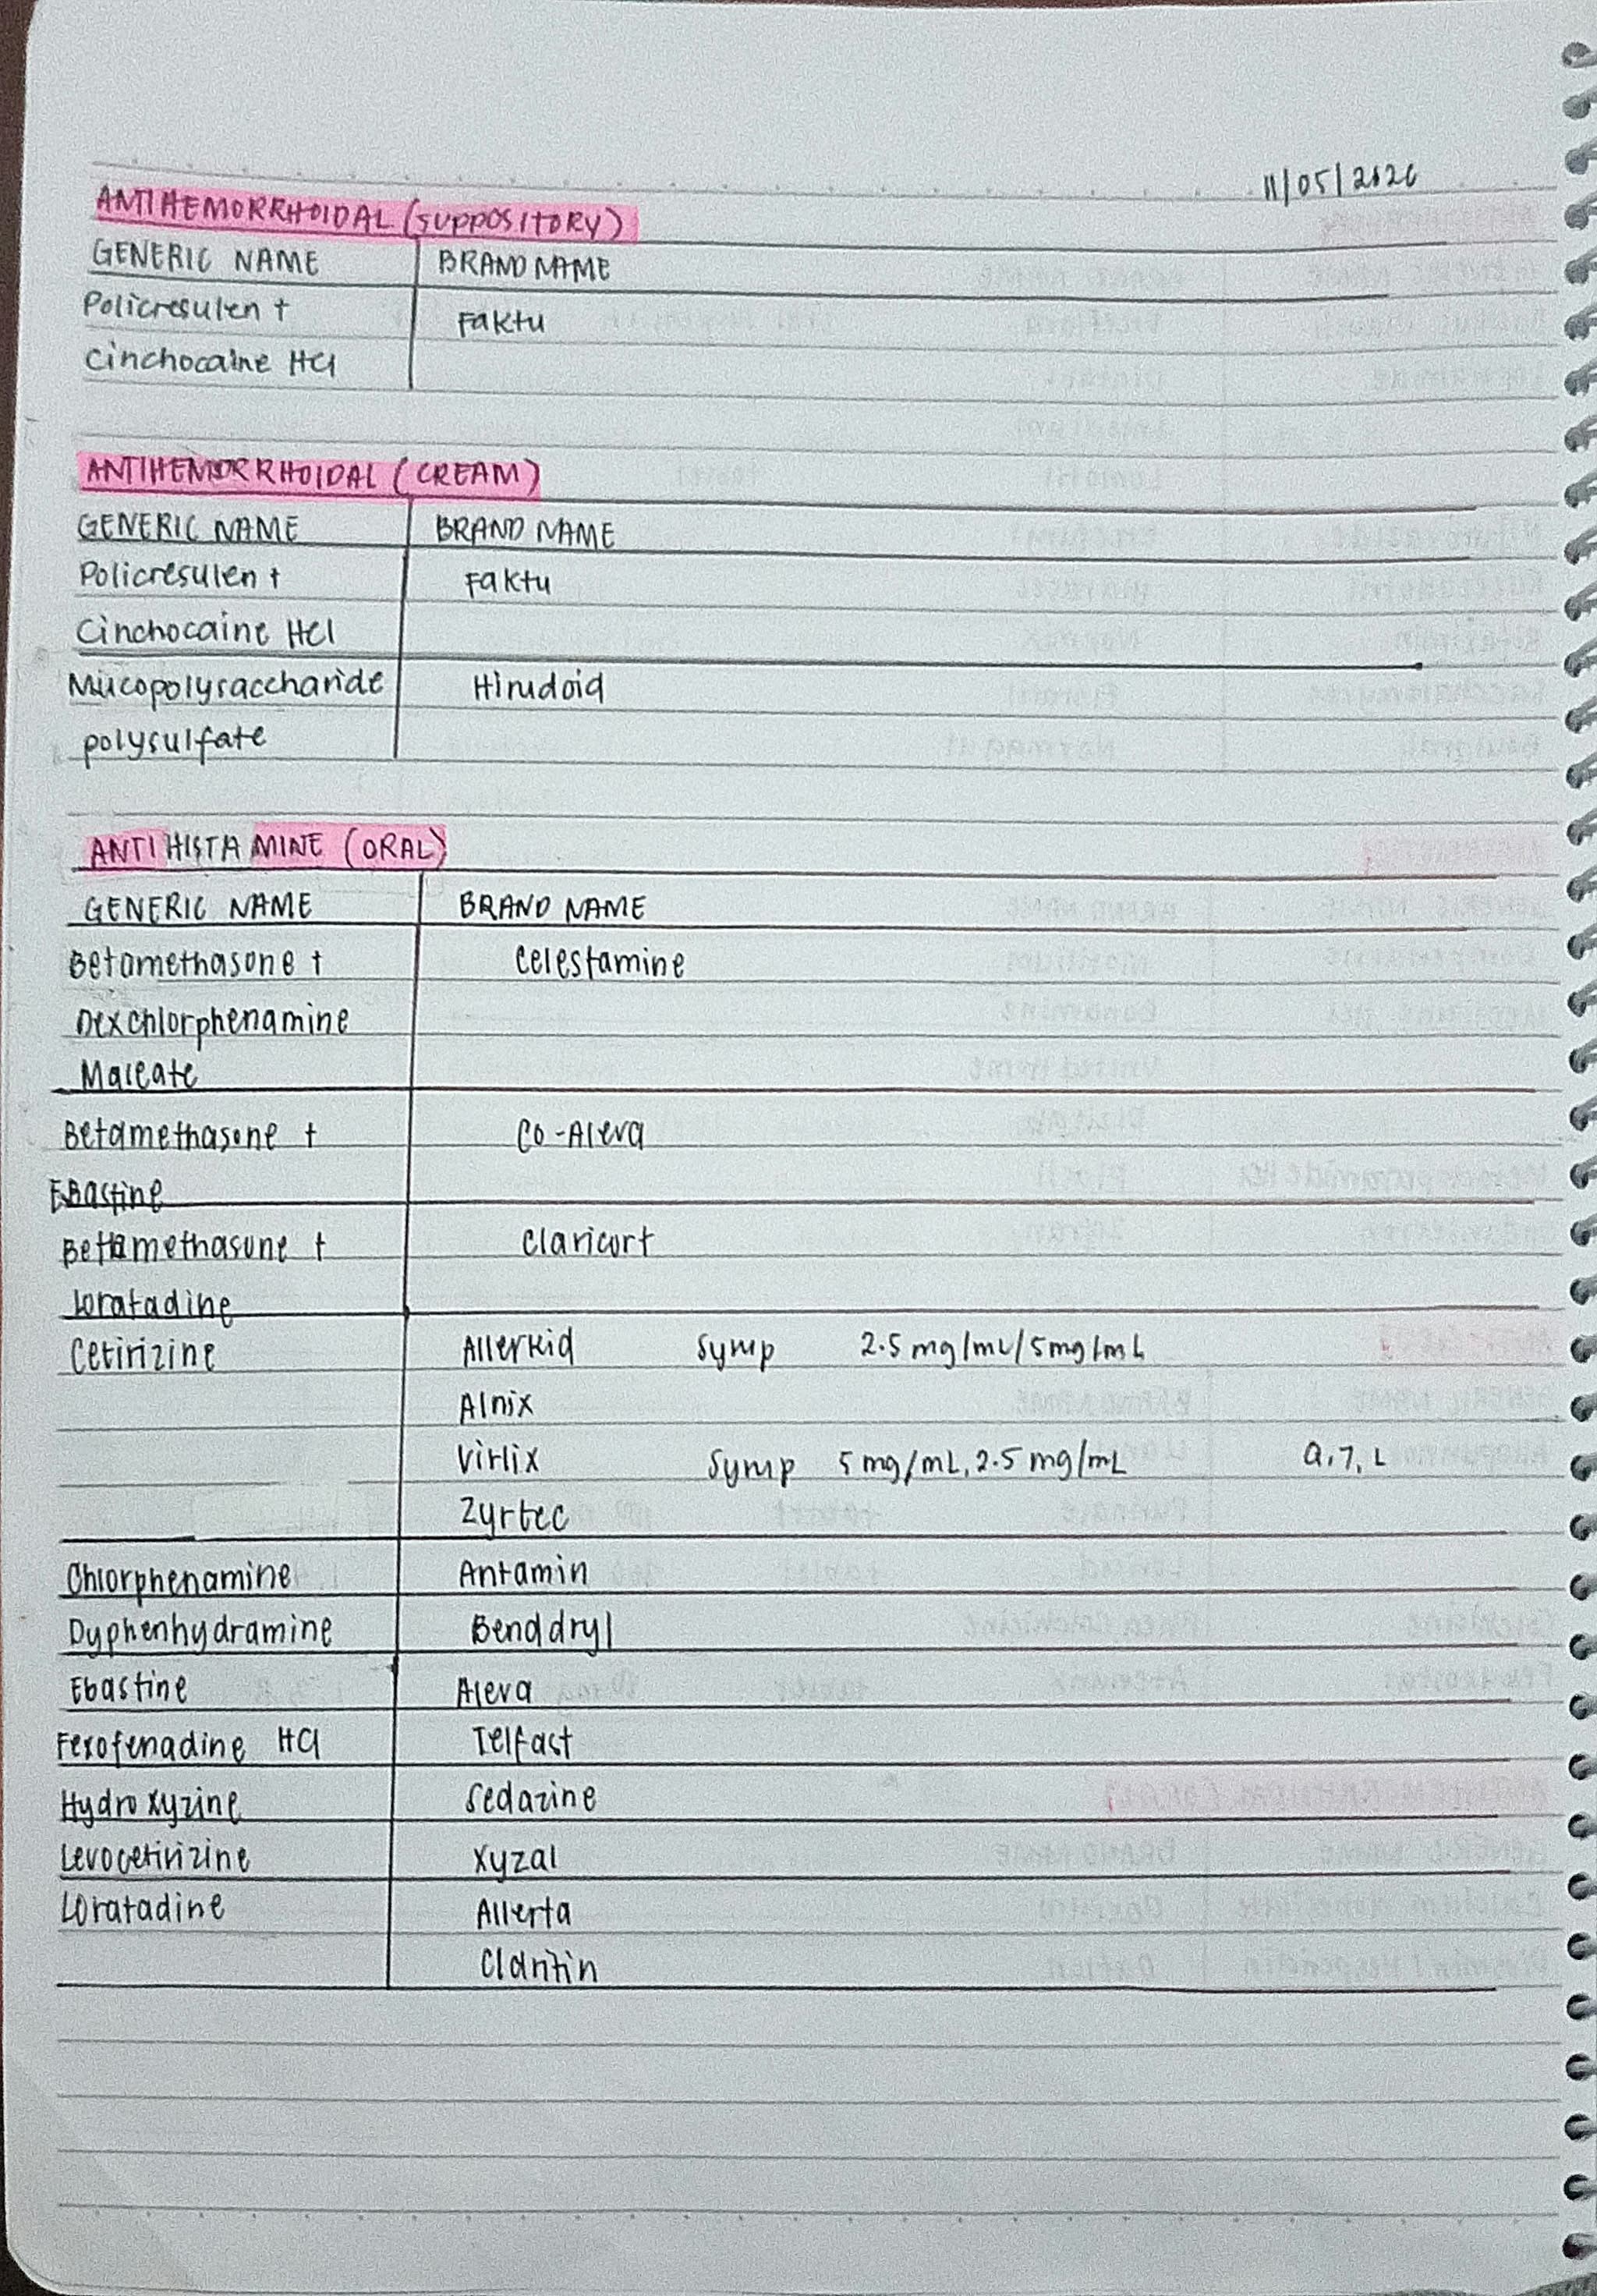 11/05/2026
ANTIHEMORRHOIDAL (SUPPOSITORY)
GENERIC NAME BRAND NAME
Policresulen + Faktu
Cinchocaine HCl
ANTIHEMORRHOIDAL (CREAM)
GENERIC NAME BRAND NAME
Policresulen + Faktu
Cinchocaine HCl
Mucopolysaccharide Hirudoid
polysulfate
ANTIHISTAMINE (ORAL)
GENERIC NAME BRAND NAME
Betamethasone + Celestamine
Dexchlorphenamine
Maleate
Betamethasone + Co-Aleva
Ebastine
Betamethasone + Claricort
Loratadine
Cetirizine Allerkid Syrup 2.5 mg/mL/5mg/mL
Alnix
Virlix Syrup 5 mg/mL, 2.5 mg/mL a, 7, L
Zyrtec
Chlorphenamine Antamin
Dyphenhydramine Benddryl
Ebastine Aleva
Fexofenadine HCl Telfast
Hydroxyzine Sedazine
Levocetirizine Xyzal
Loratadine Allerta
Claritin